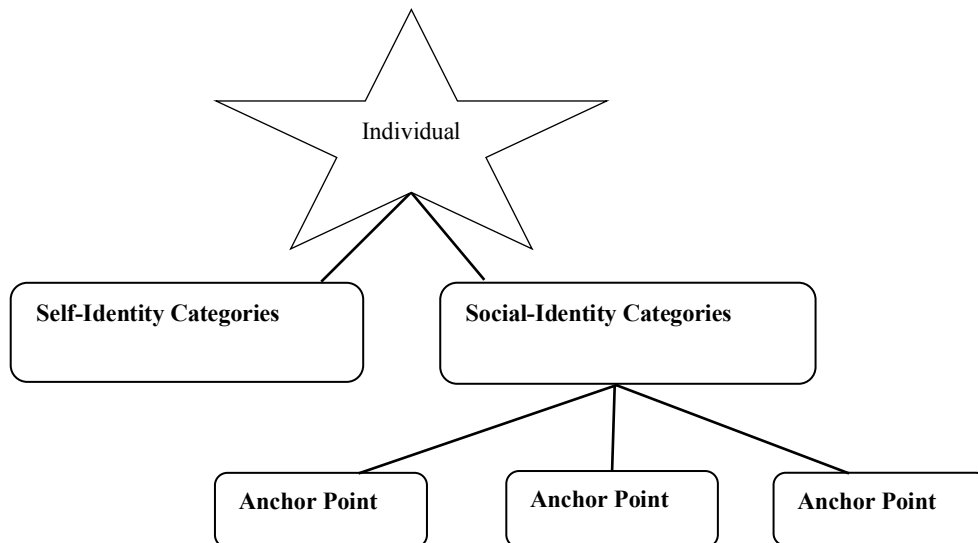 Individual
Self-Identity Categories
Social-Identity Categories
Anchor Point
Anchor Point
Anchor Point